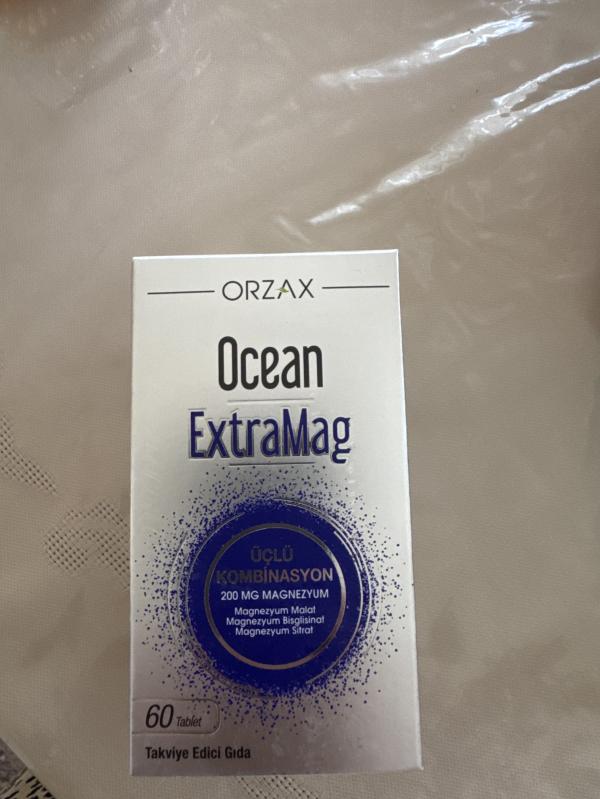 ORZAX
Ocean
ExtraMag
ÜÇLÜ
KOMBİNASYON
200 MG MAGNEZYUM
Magnezyum Malat
Magnezyum Bisglisinat
Magnezyum Sitrat
60 Tablet
Takviye Edici Gıda